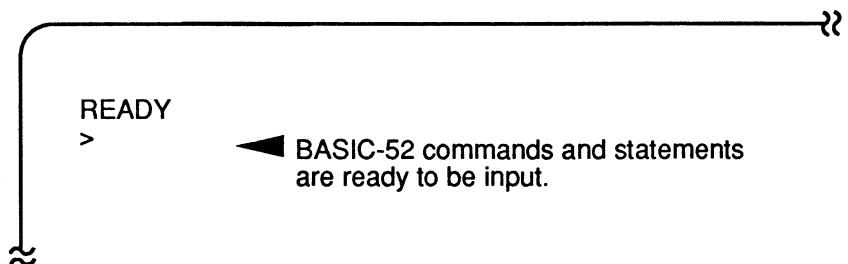 READY
>
BASIC-52 commands and statements
are ready to be input.